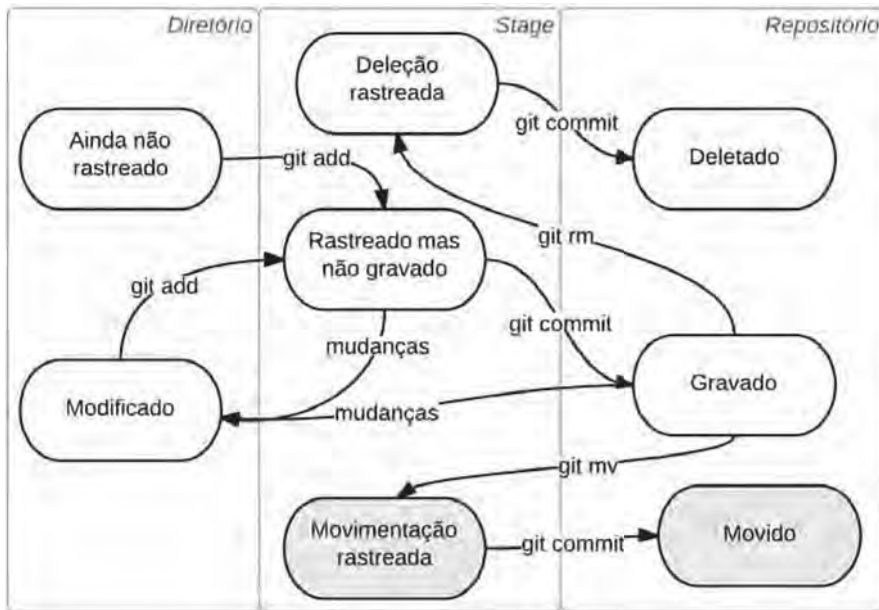 Diretório
Stage
Repositório
Deleção
rastreada
git commit
Ainda não
rastreado
git add
Deletado
Rastreado mas
não gravado
git rm
git add
git commit
mudanças
Gravado
Modificado
mudanças
git mv
Movimentação
rastreada
git commit
Movido